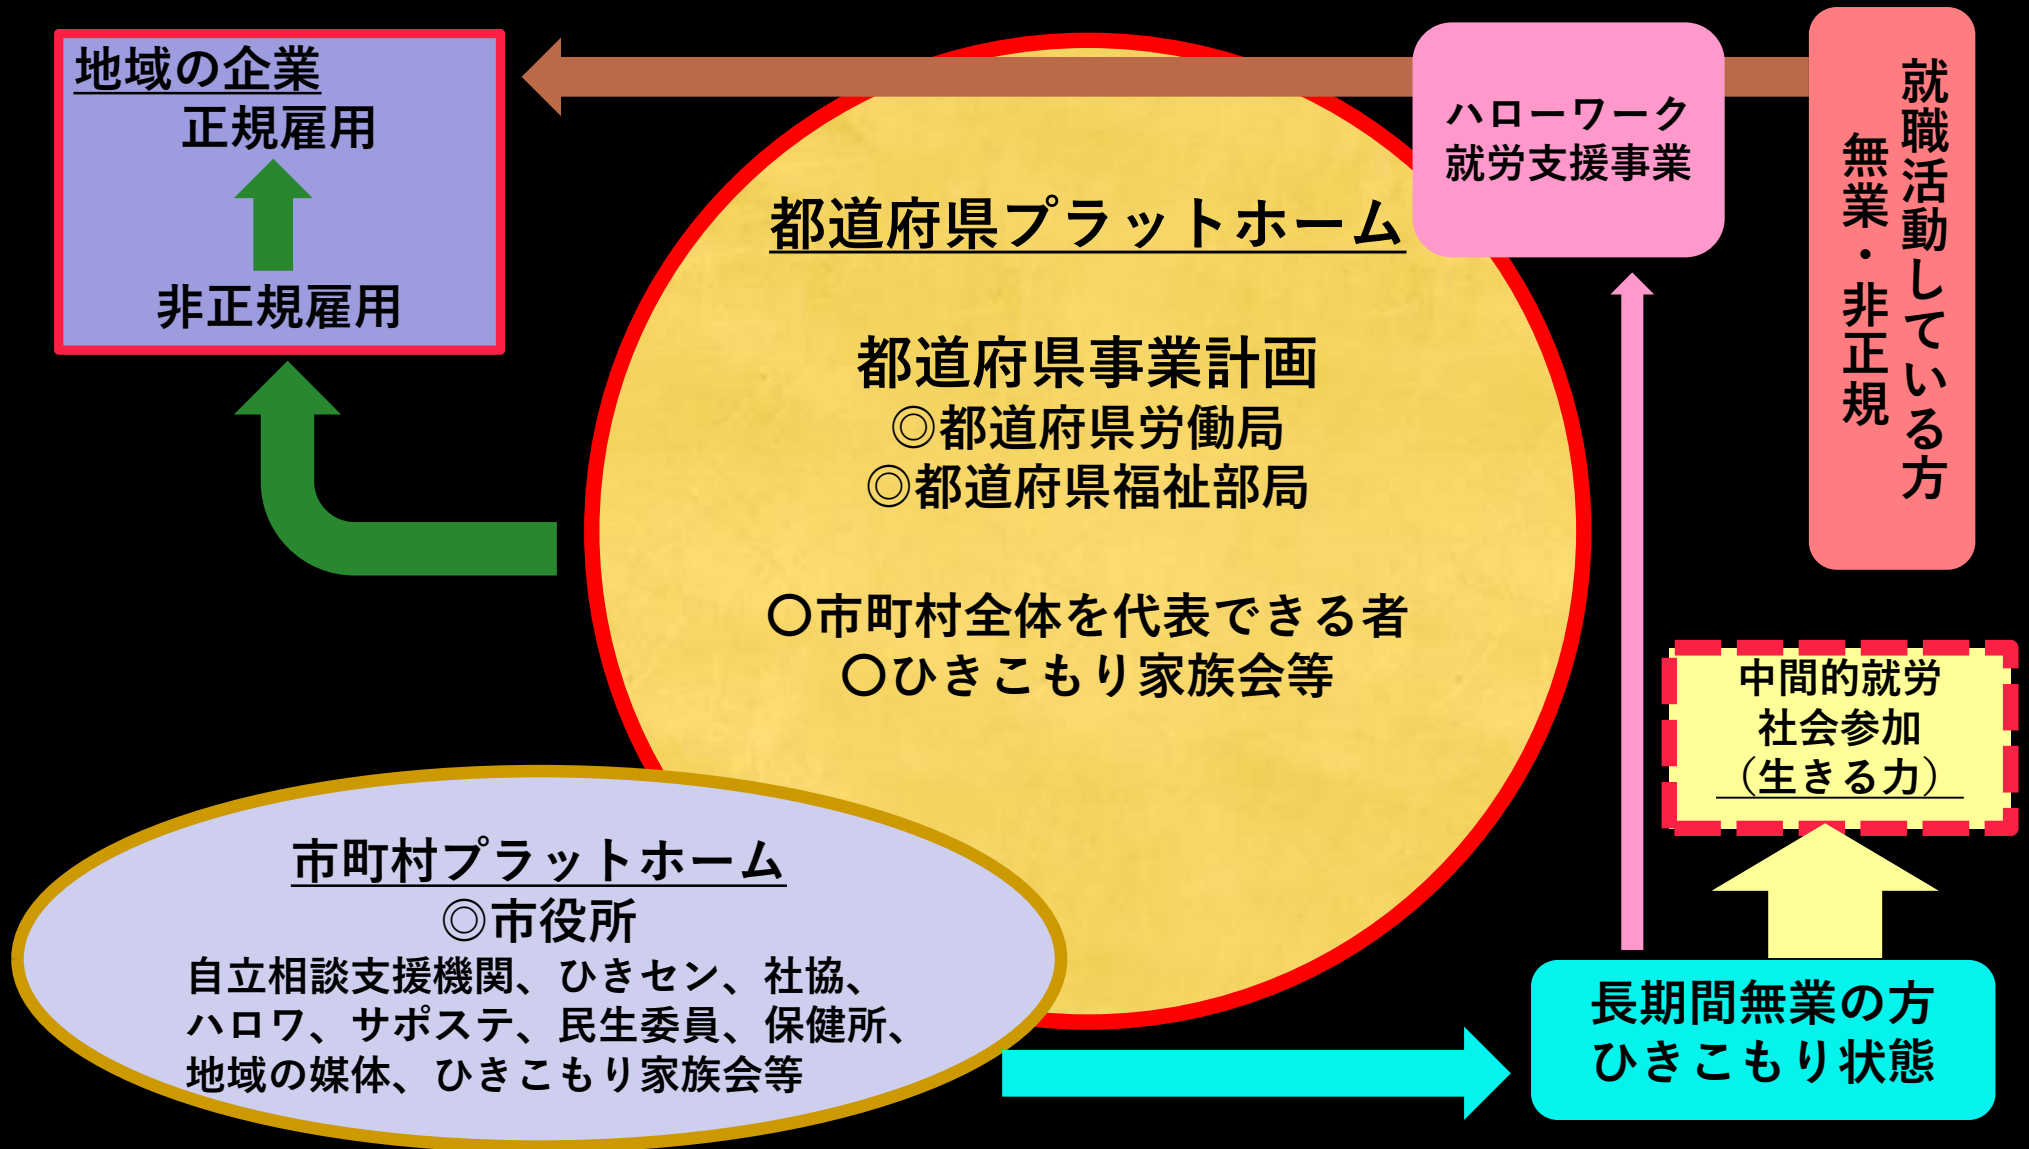 地域の企業
正規雇用
非正規雇用
都道府県プラットホーム
都道府県事業計画
◎都道府県労働局
◎都道府県福祉部局
〇市町村全体を代表できる者
〇ひきこもり家族会等
ハローワーク
就労支援事業
就職活動している方
無業・非正規
中間的就労
社会参加
（生きる力）
市町村プラットホーム
◎市役所
自立相談支援機関、ひきセン、社協、
ハロワ、サポステ、民生委員、保健所、
地域の媒体、ひきこもり家族会等
長期間無業の方
ひきこもり状態